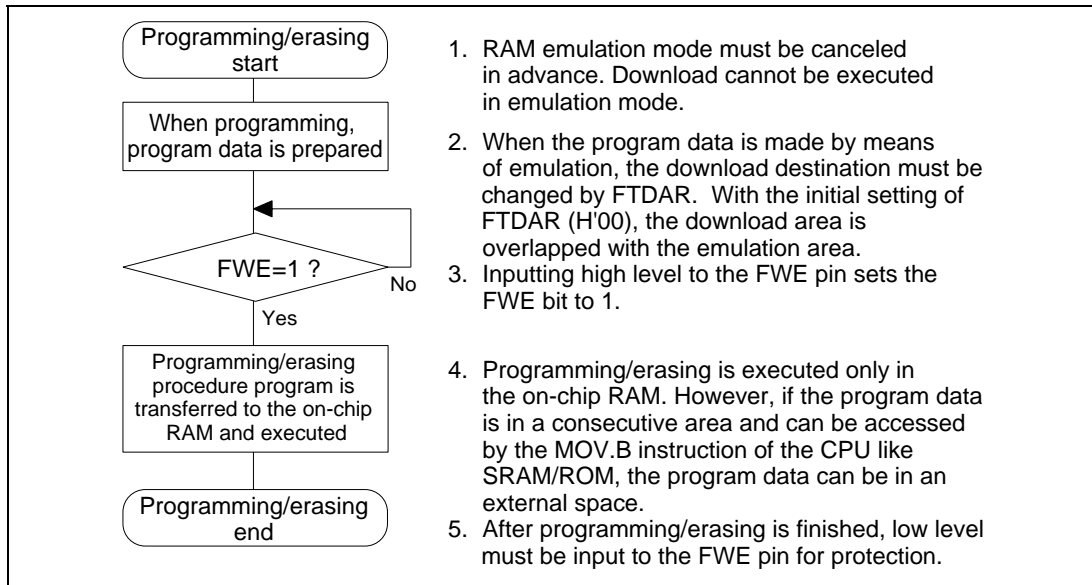 Programming/erasing
start
When programming,
program data is prepared
FWE=1 ?
No
Yes
Programming/erasing
procedure program is
transferred to the on-chip
RAM and executed
Programming/erasing
end
1. RAM emulation mode must be canceled
in advance. Download cannot be executed
in emulation mode.
2. When the program data is made by means
of emulation, the download destination must be
changed by FTDAR.  With the initial setting of
FTDAR (H'00), the download area is
overlapped with the emulation area.
3. Inputting high level to the FWE pin sets the
FWE bit to 1.
4. Programming/erasing is executed only in
the on-chip RAM. However, if the program data
is in a consecutive area and can be accessed
by the MOV.B instruction of the CPU like
SRAM/ROM, the program data can be in an
external space.
5. After programming/erasing is finished, low level
must be input to the FWE pin for protection.